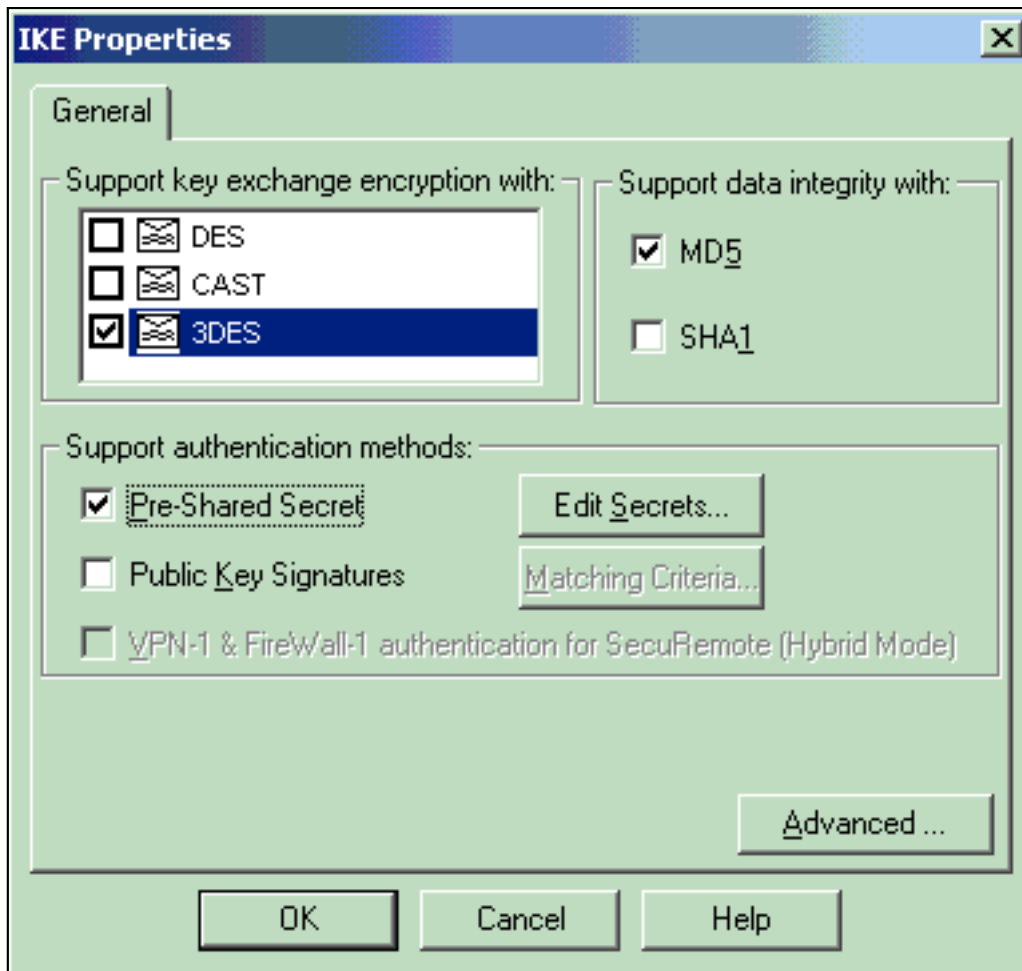 IKE Properties
General
Support key exchange encryption with:
DES
CAST
3DES
Support data integrity with:
MD5
SHA1
Support authentication methods:
Pre-Shared Secret
Edit Secrets...
Public Key Signatures
Matching Criteria...
VPN-1 & FireWall-1 authentication for SecuRemote (Hybrid Mode)
Advanced ...
OK
Cancel
Help